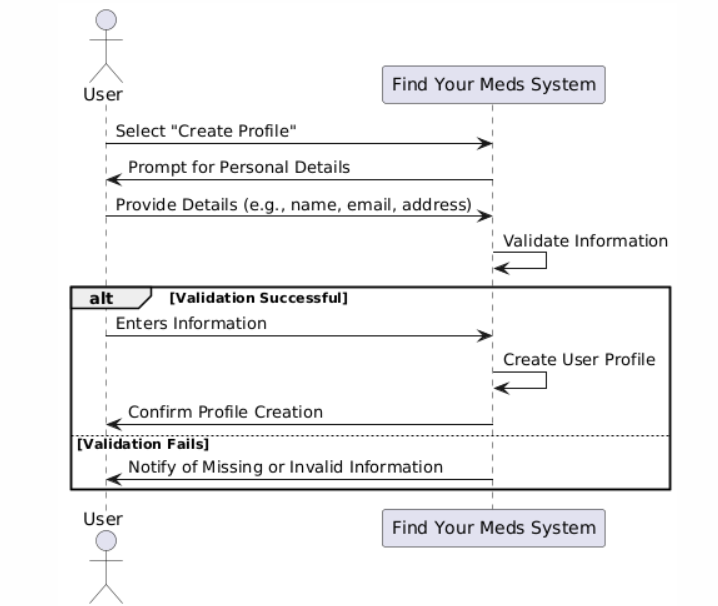 User
Find Your Meds System
Select "Create Profile"
Prompt for Personal Details
Provide Details (e.g., name, email, address)
Validate Information
alt [Validation Successful]
Enters Information
Create User Profile
Confirm Profile Creation
[Validation Fails]
Notify of Missing or Invalid Information
User
Find Your Meds System